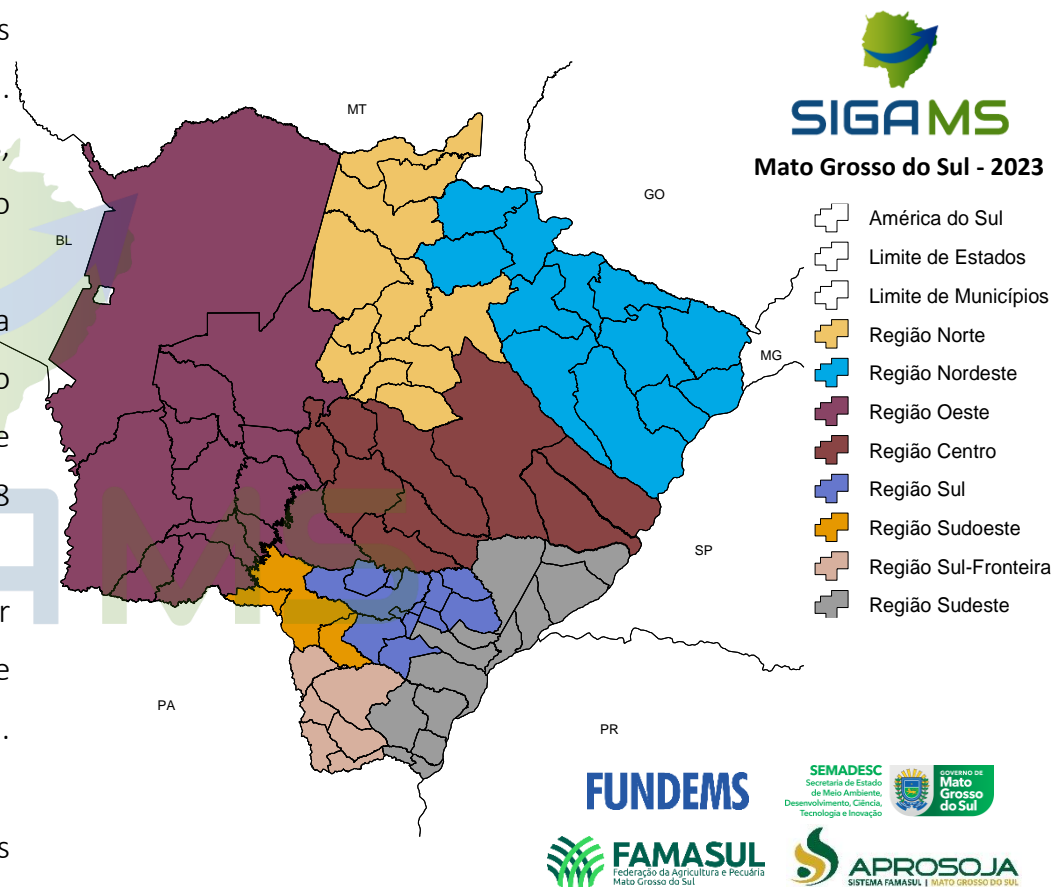 s
.
,
o
a
o
e
8
r
e
.
s
MT
GO
BL
MG
SP
PA
PR
SIGAMS
Mato Grosso do Sul - 2023
América do Sul
Limite de Estados
Limite de Municípios
Região Norte
Região Nordeste
Região Oeste
Região Centro
Região Sul
Região Sudoeste
Região Sul-Fronteira
Região Sudeste
AMS
FUNDEMS
SEMADESC
Secretaria de Estado
de Meio Ambiente,
Desenvolvimento, Ciência,
Tecnologia e Inovação
GOVERNO DE
Mato
Grosso
do Sul
FAMASUL
Federação da Agricultura e Pecuária
Mato Grosso do Sul
APROSOJA
SISTEMA FAMASUL | MATO GROSSO DO SUL